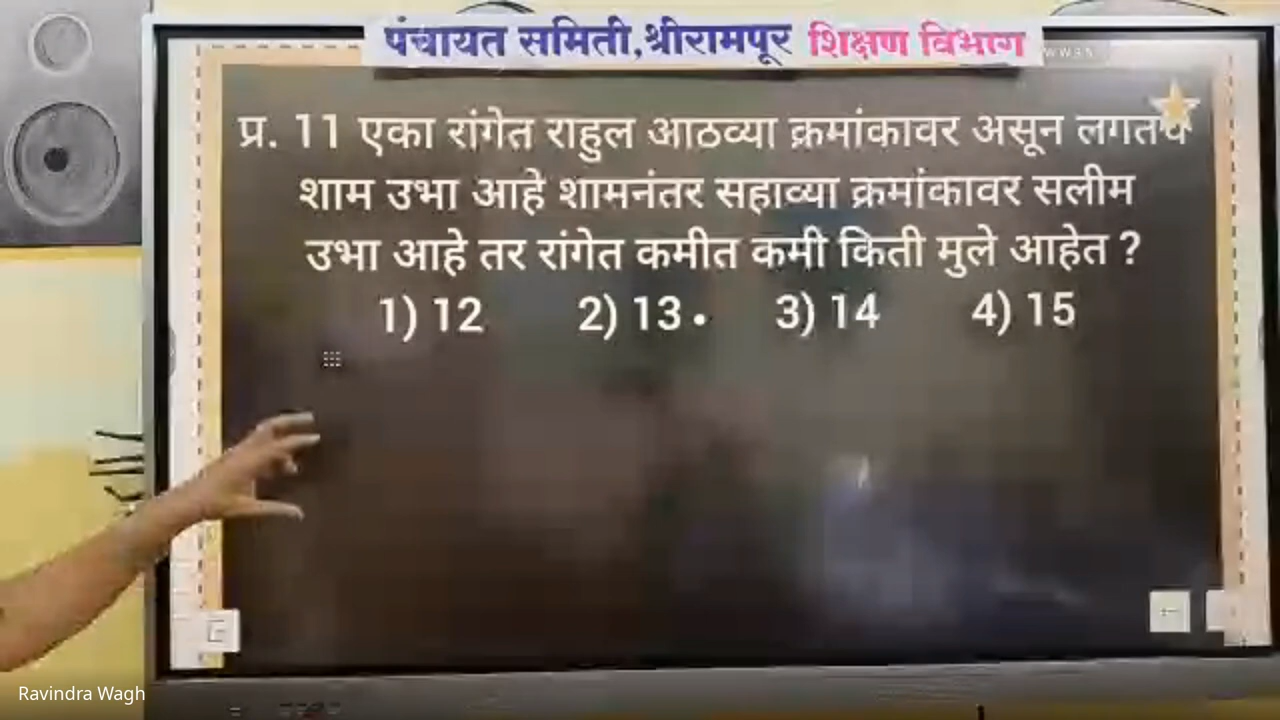 पंचायत समिती,श्रीरामपूर शिक्षण विभाग
प्र. 11 एका रांगेत राहुल आठव्या क्रमांकावर असून लगतच
शाम उभा आहे शामनंतर सहाव्या क्रमांकावर सलीम
उभा आहे तर रांगेत कमीत कमी किती मुले आहेत ?
1) 12 2) 13 • 3) 14 4) 15
Ravindra Wagh